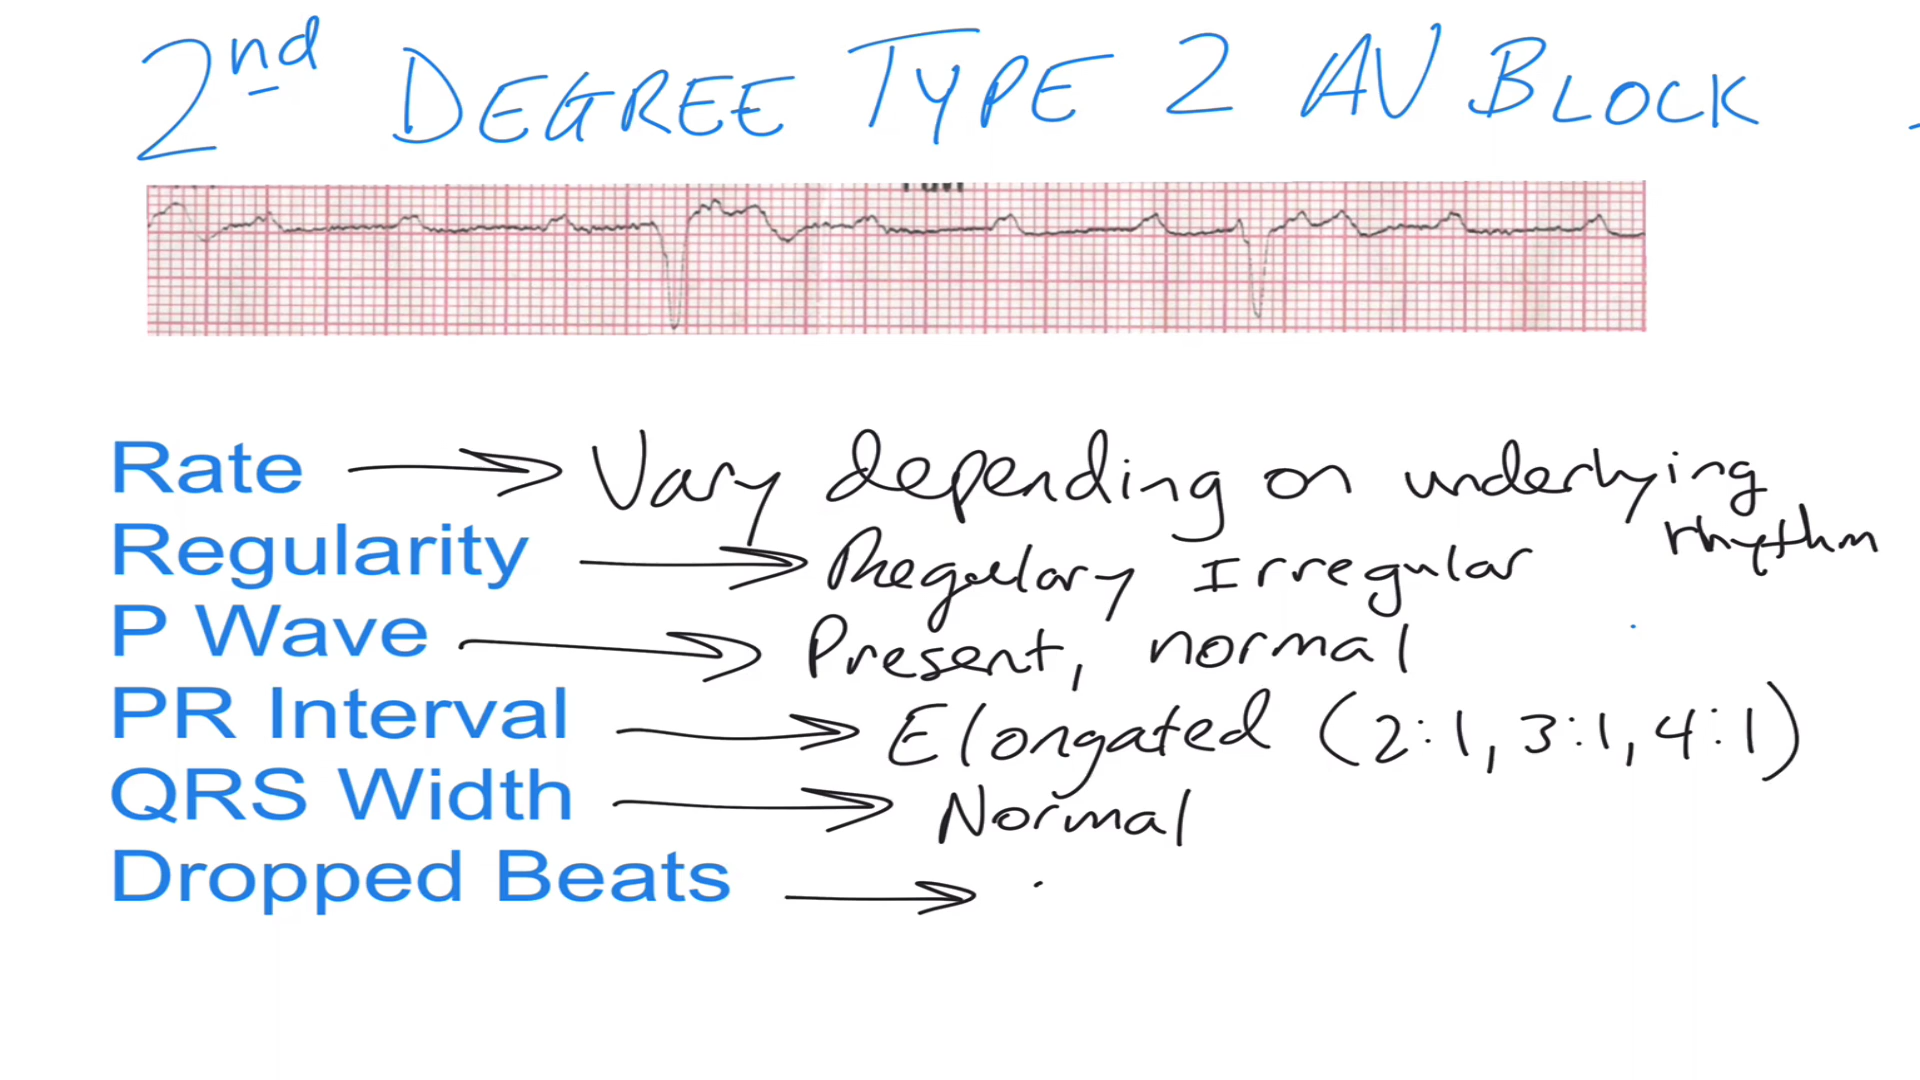 2nd DEGREE TYPE 2 AV BLOCK
Rate → Vary depending on underlying
rhythm
Regularity → Regulary Irregular
P Wave → Present, normal
PR Interval → Elongated (2:1, 3:1, 4:1)
QRS Width → Normal
Dropped Beats →